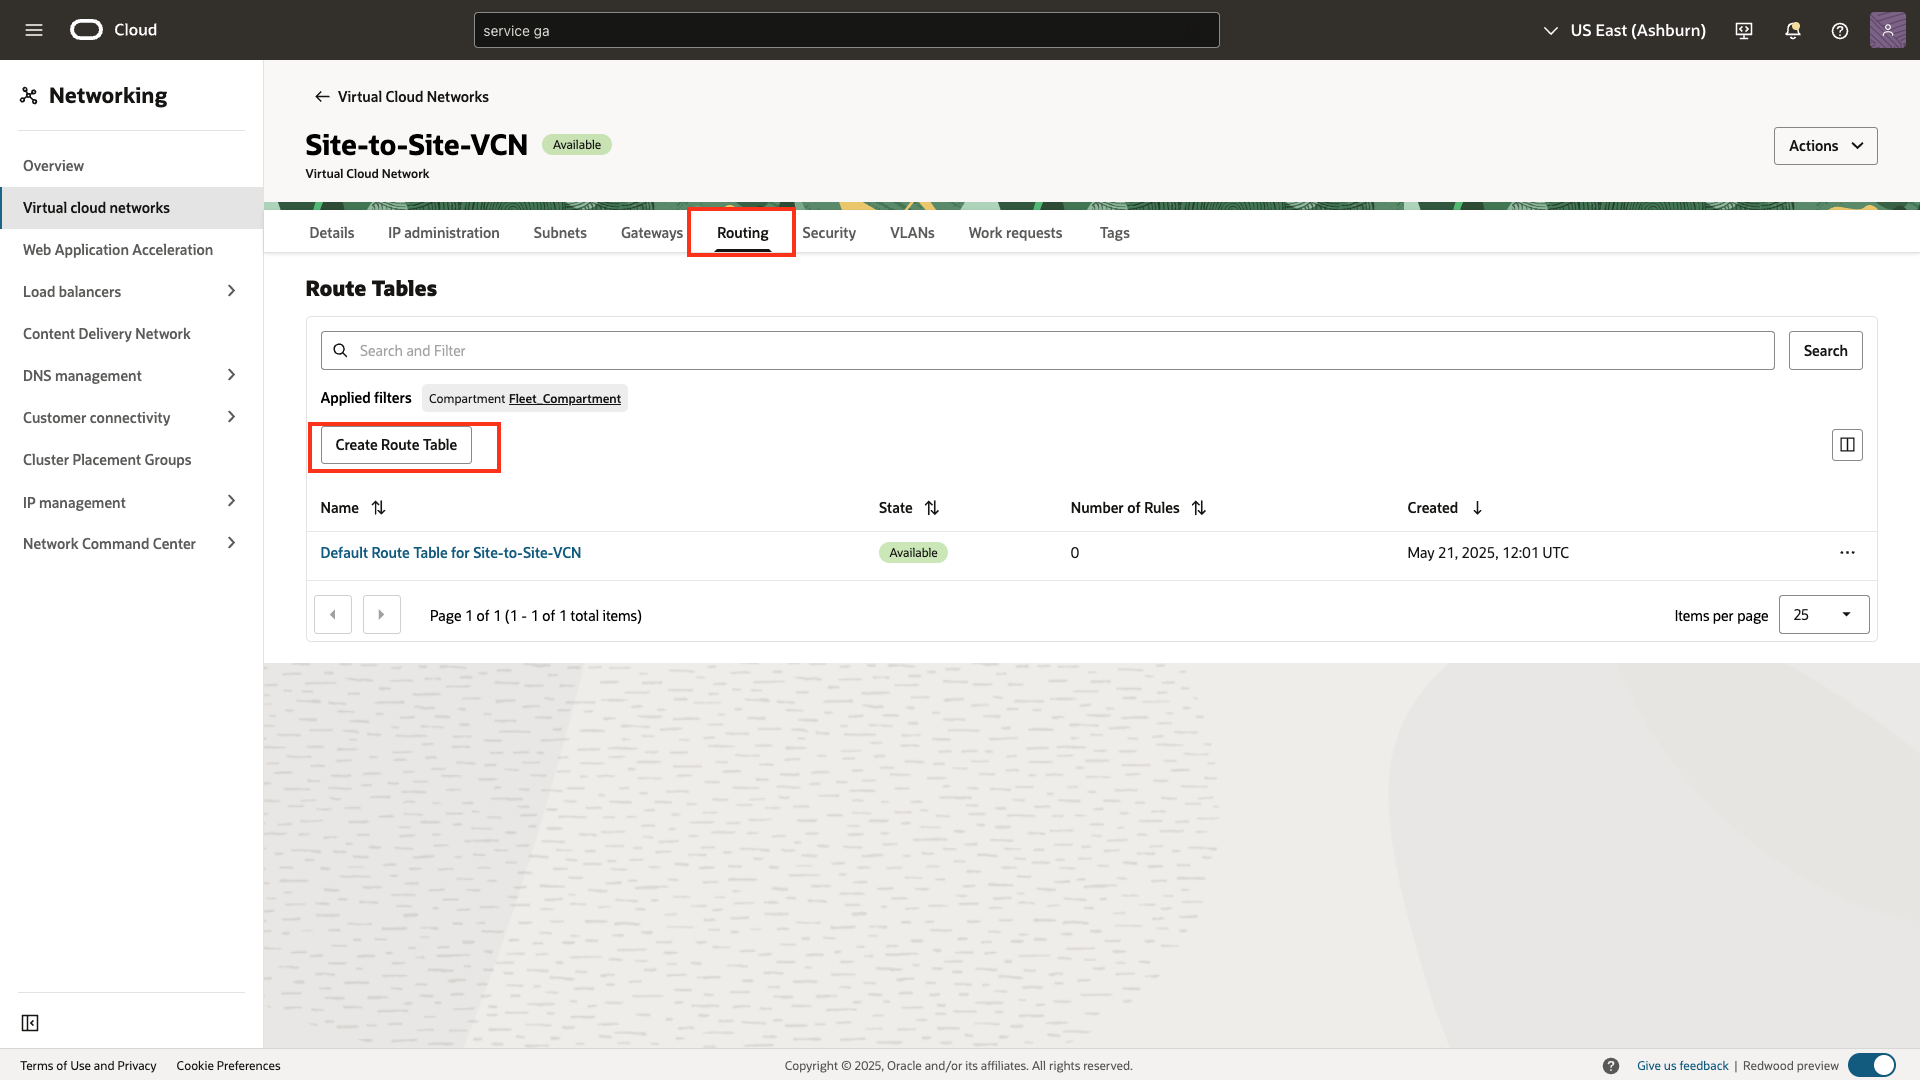 Cloud
service ga
US East (Ashburn)
Networking
Overview
Virtual cloud networks
Web Application Acceleration
Load balancers
Content Delivery Network
DNS management
Customer connectivity
Cluster Placement Groups
IP management
Network Command Center
Virtual Cloud Networks
Site-to-Site-VCN Available
Virtual Cloud Network
Actions
Details IP administration Subnets Gateways Routing Security VLANs Work requests Tags
Route Tables
Search and Filter Search
Applied filters Compartment Fleet_Compartment
Create Route Table
Name State Number of Rules Created
Default Route Table for Site-to-Site-VCN Available 0 May 21, 2025, 12:01 UTC
Page 1 of 1 (1 - 1 of 1 total items) Items per page 25
Terms of Use and Privacy Cookie Preferences Copyright © 2025, Oracle and/or its affiliates. All rights reserved. Give us feedback | Redwood preview